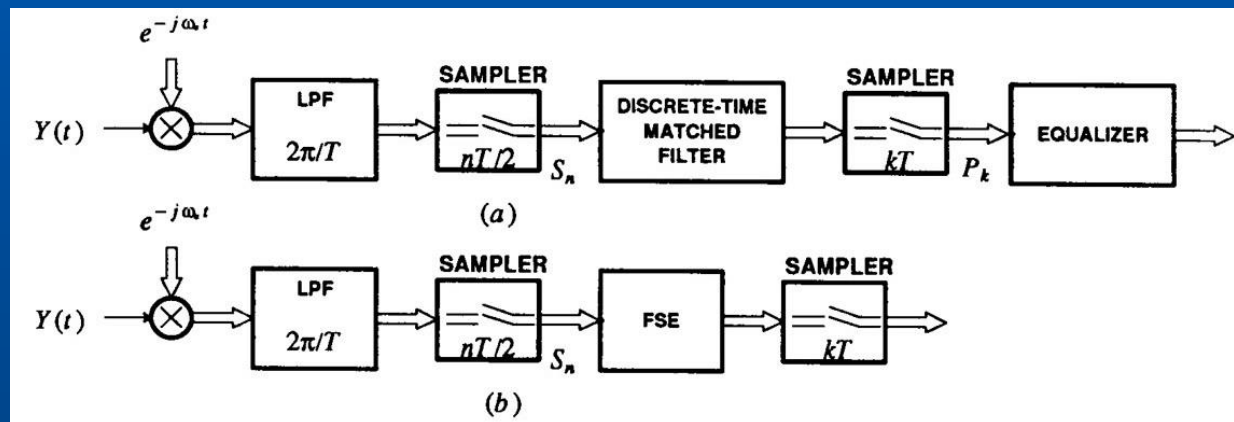 e^{-jω_c t}
SAMPLER
SAMPLER
LPF
2π/T
DISCRETE-TIME
MATCHED
FILTER
EQUALIZER
Y(t)
nT/2
S_n
kT
P_k
(a)
e^{-jω_c t}
SAMPLER
SAMPLER
LPF
2π/T
FSE
Y(t)
nT/2
S_n
kT
(b)